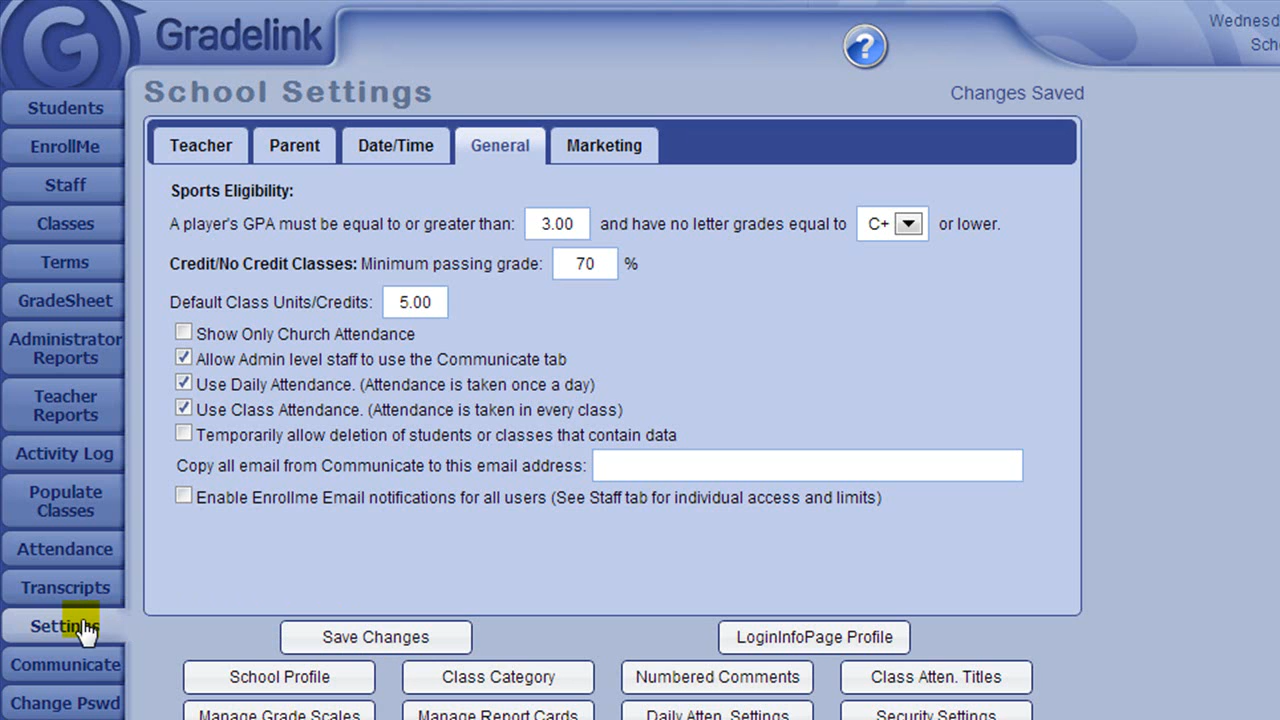 G Gradelink
?
Wednesd
Sch
School Settings
Changes Saved
Students
EnrollMe
Staff
Classes
Terms
GradeSheet
Administrator
Reports
Teacher
Reports
Activity Log
Populate
Classes
Attendance
Transcripts
Settings
Communicate
Change Pswd
Teacher Parent Date/Time General Marketing
Sports Eligibility:
A player's GPA must be equal to or greater than: 3.00 and have no letter grades equal to C+ or lower.
Credit/No Credit Classes: Minimum passing grade: 70 %
Default Class Units/Credits: 5.00
Show Only Church Attendance
Allow Admin level staff to use the Communicate tab
Use Daily Attendance. (Attendance is taken once a day)
Use Class Attendance. (Attendance is taken in every class)
Temporarily allow deletion of students or classes that contain data
Copy all email from Communicate to this email address:
Enable Enrollme Email notifications for all users (See Staff tab for individual access and limits)
Save Changes LoginInfoPage Profile
School Profile Class Category Numbered Comments Class Atten. Titles
Manage Grade Scales Manage Report Cards Daily Atten. Settings Security Settings